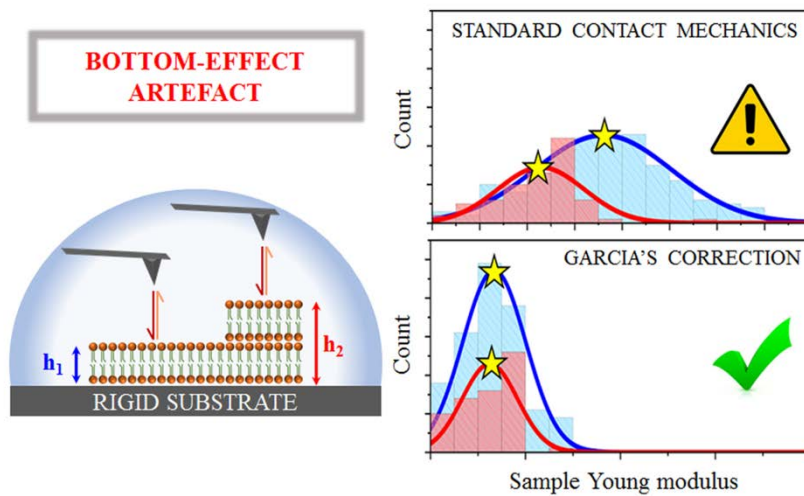 BOTTOM-EFFECT
ARTEFACT
h1
h2
RIGID SUBSTRATE
STANDARD CONTACT MECHANICS
Count
GARCIA'S CORRECTION
Count
Sample Young modulus